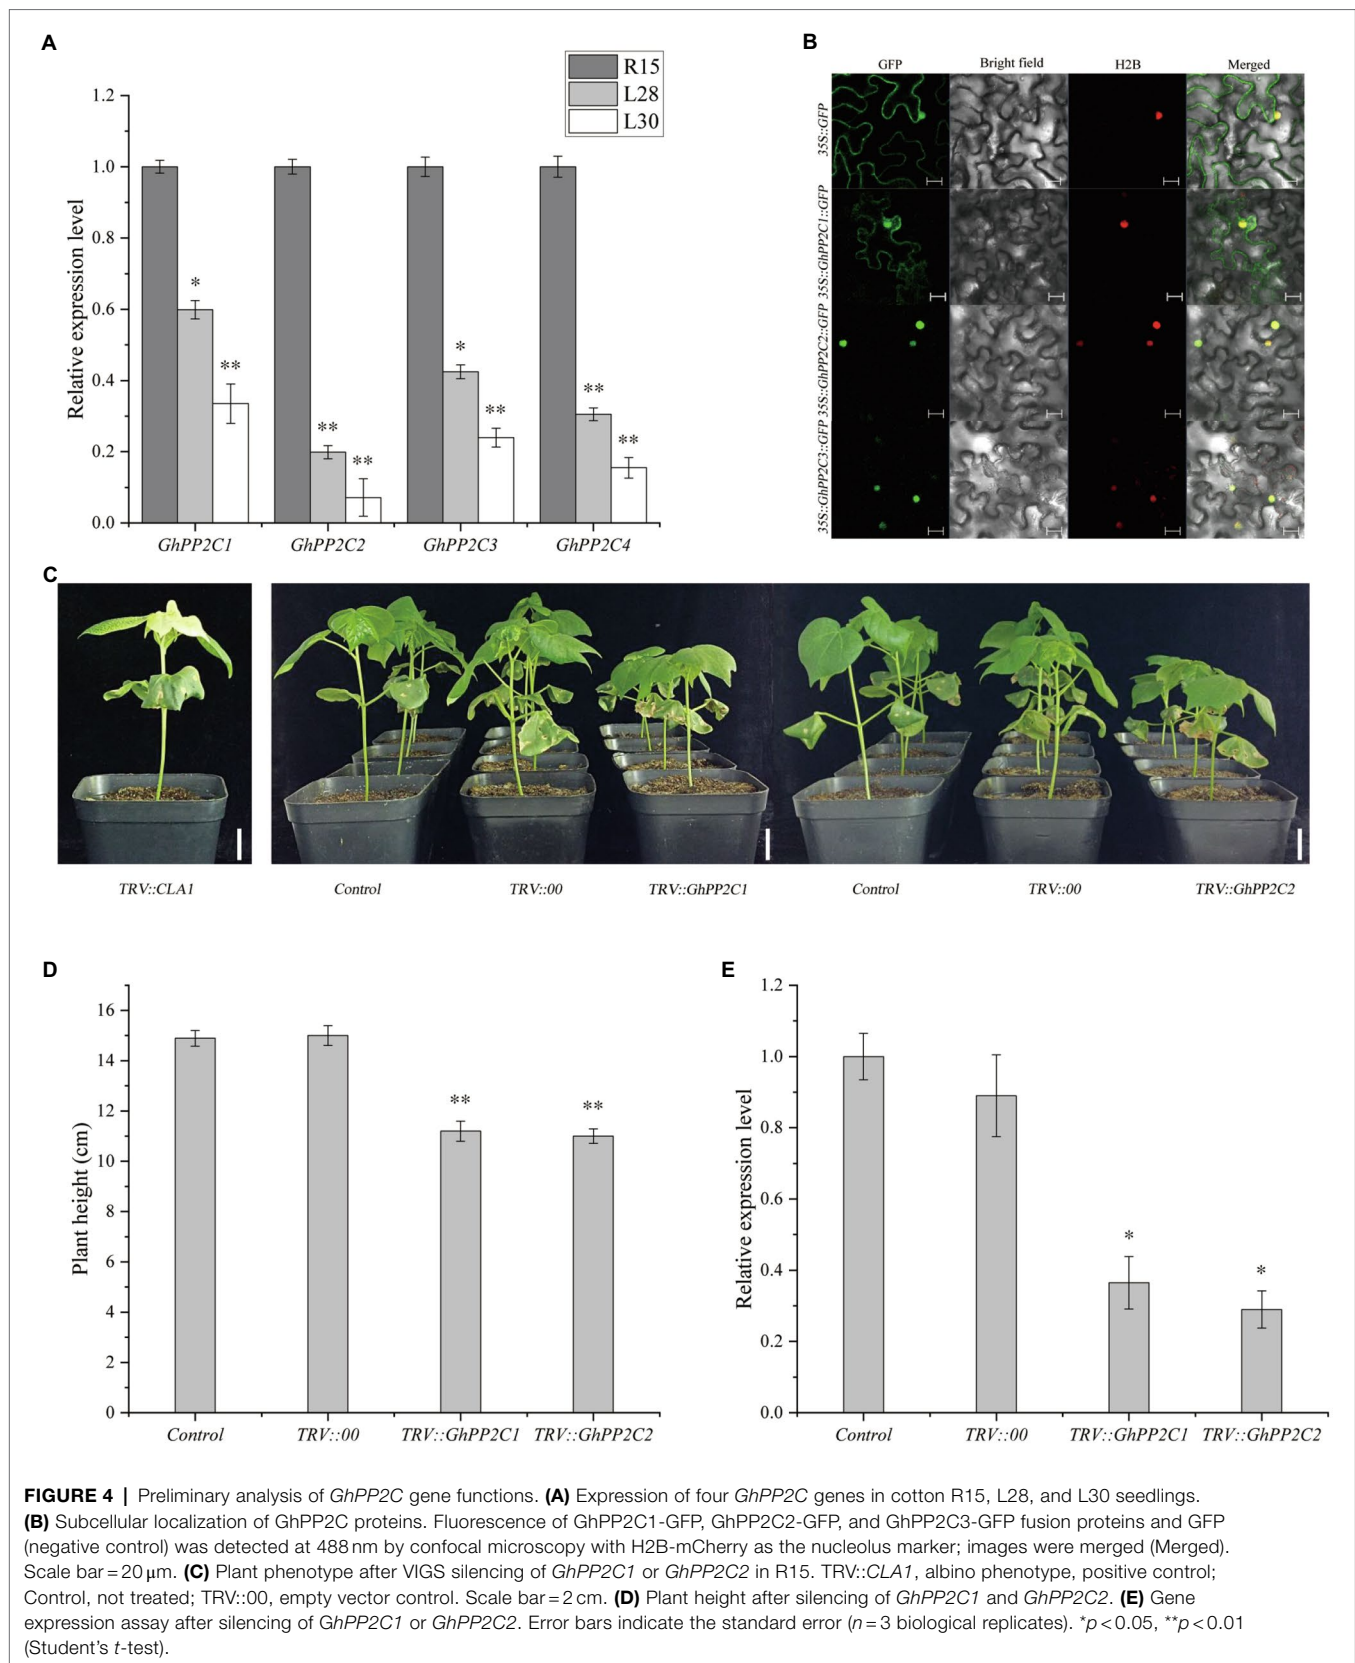 A
R15
L28
L30
1.2
1.0
0.8
0.6
0.4
0.2
0.0
Relative expression level
*
**
**
**
*
**
**
**
GhPP2C1
GhPP2C2
GhPP2C3
GhPP2C4
B
GFP
Bright field
H2B
Merged
35S::GFP
35S::GhPP2C1::GFP
35S::GhPP2C2::GFP
35S::GhPP2C3::GFP
C
TRV::CLA1
Control
TRV::00
TRV::GhPP2C1
Control
TRV::00
TRV::GhPP2C2
D
16
14
12
10
8
6
4
2
0
Plant height (cm)
**
**
Control
TRV::00
TRV::GhPP2C1
TRV::GhPP2C2
E
1.2
1.0
0.8
0.6
0.4
0.2
0.0
Relative expression level
*
*
Control
TRV::00
TRV::GhPP2C1
TRV::GhPP2C2
FIGURE 4 | Preliminary analysis of GhPP2C gene functions. (A) Expression of four GhPP2C genes in cotton R15, L28, and L30 seedlings.
(B) Subcellular localization of GhPP2C proteins. Fluorescence of GhPP2C1-GFP, GhPP2C2-GFP, and GhPP2C3-GFP fusion proteins and GFP
(negative control) was detected at 488 nm by confocal microscopy with H2B-mCherry as the nucleolus marker; images were merged (Merged).
Scale bar = 20 μm. (C) Plant phenotype after VIGS silencing of GhPP2C1 or GhPP2C2 in R15. TRV::CLA1, albino phenotype, positive control;
Control, not treated; TRV::00, empty vector control. Scale bar = 2 cm. (D) Plant height after silencing of GhPP2C1 and GhPP2C2. (E) Gene
expression assay after silencing of GhPP2C1 or GhPP2C2. Error bars indicate the standard error (n = 3 biological replicates). *p < 0.05, **p < 0.01
(Student's t-test).